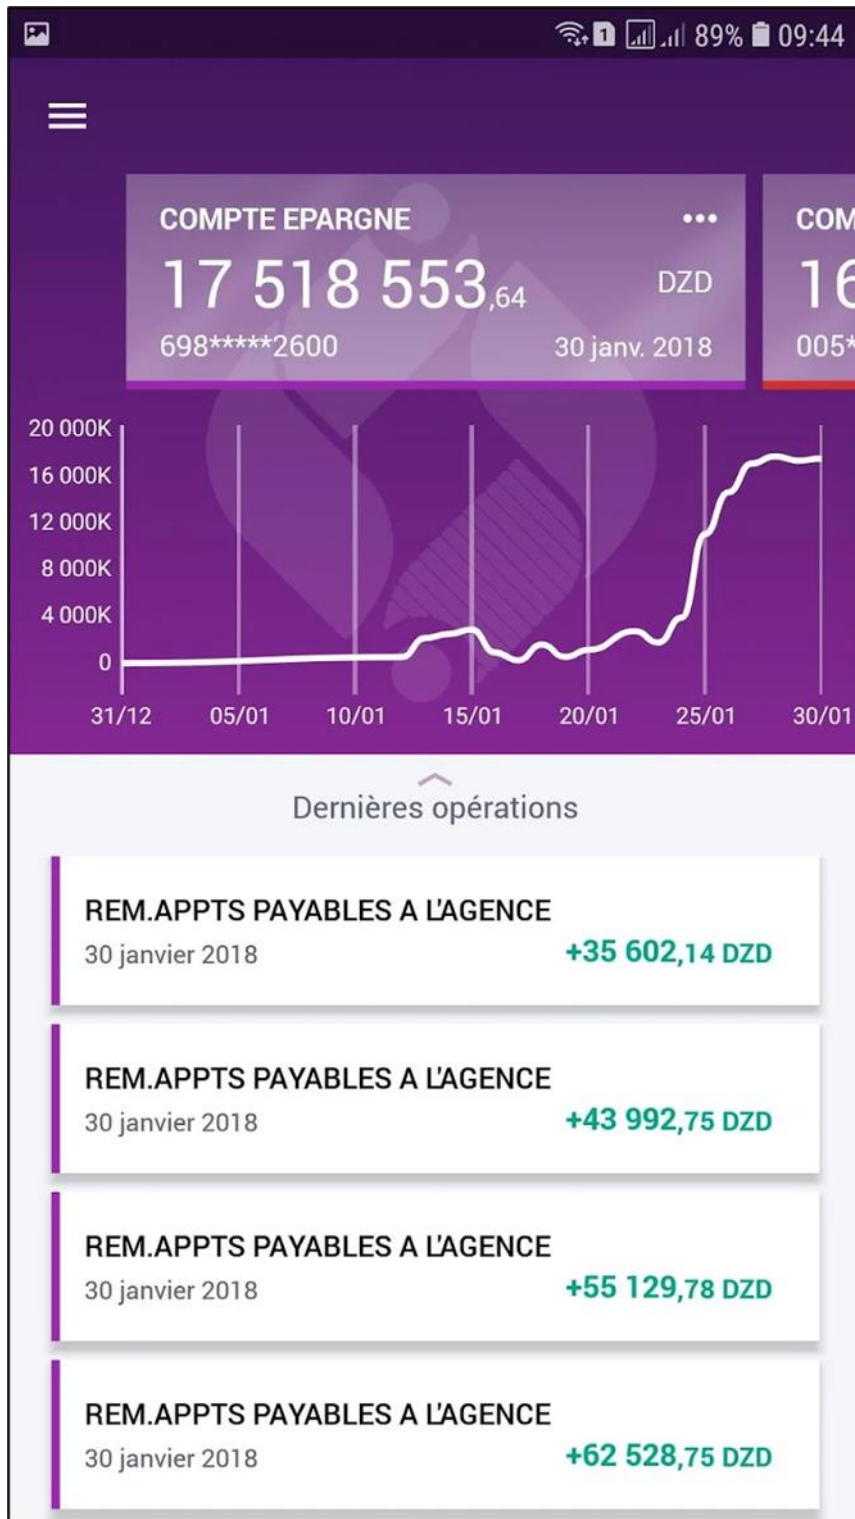 1 89% 09:44
COMPTE EPARGNE
17 518 553,64 DZD
698*****2600 30 janv. 2018
COM
16
005*
20 000K
16 000K
12 000K
8 000K
4 000K
0
31/12 05/01 10/01 15/01 20/01 25/01 30/01
Dernières opérations
REM.APPTS PAYABLES A L'AGENCE
30 janvier 2018 +35 602,14 DZD
REM.APPTS PAYABLES A L'AGENCE
30 janvier 2018 +43 992,75 DZD
REM.APPTS PAYABLES A L'AGENCE
30 janvier 2018 +55 129,78 DZD
REM.APPTS PAYABLES A L'AGENCE
30 janvier 2018 +62 528,75 DZD